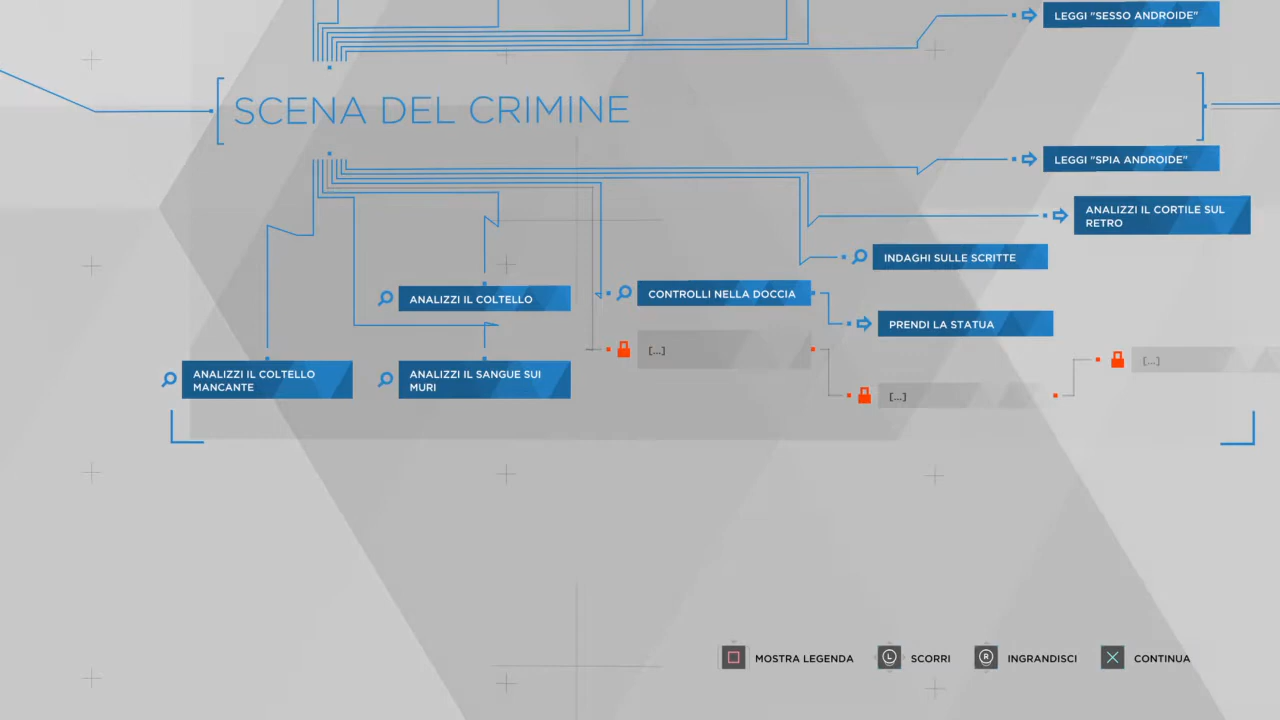 LEGGI "SESSO ANDROIDE"
SCENA DEL CRIMINE
LEGGI "SPIA ANDROIDE"
ANALIZZI IL CORTILE SUL
RETRO
INDAGHI SULLE SCRITTE
ANALIZZI IL COLTELLO
CONTROLLI NELLA DOCCIA
PRENDI LA STATUA
[...]
[...]
ANALIZZI IL COLTELLO
MANCANTE
ANALIZZI IL SANGUE SUI
MURI
[...]
MOSTRA LEGENDA
L
SCORRI
R
INGRANDISCI
CONTINUA